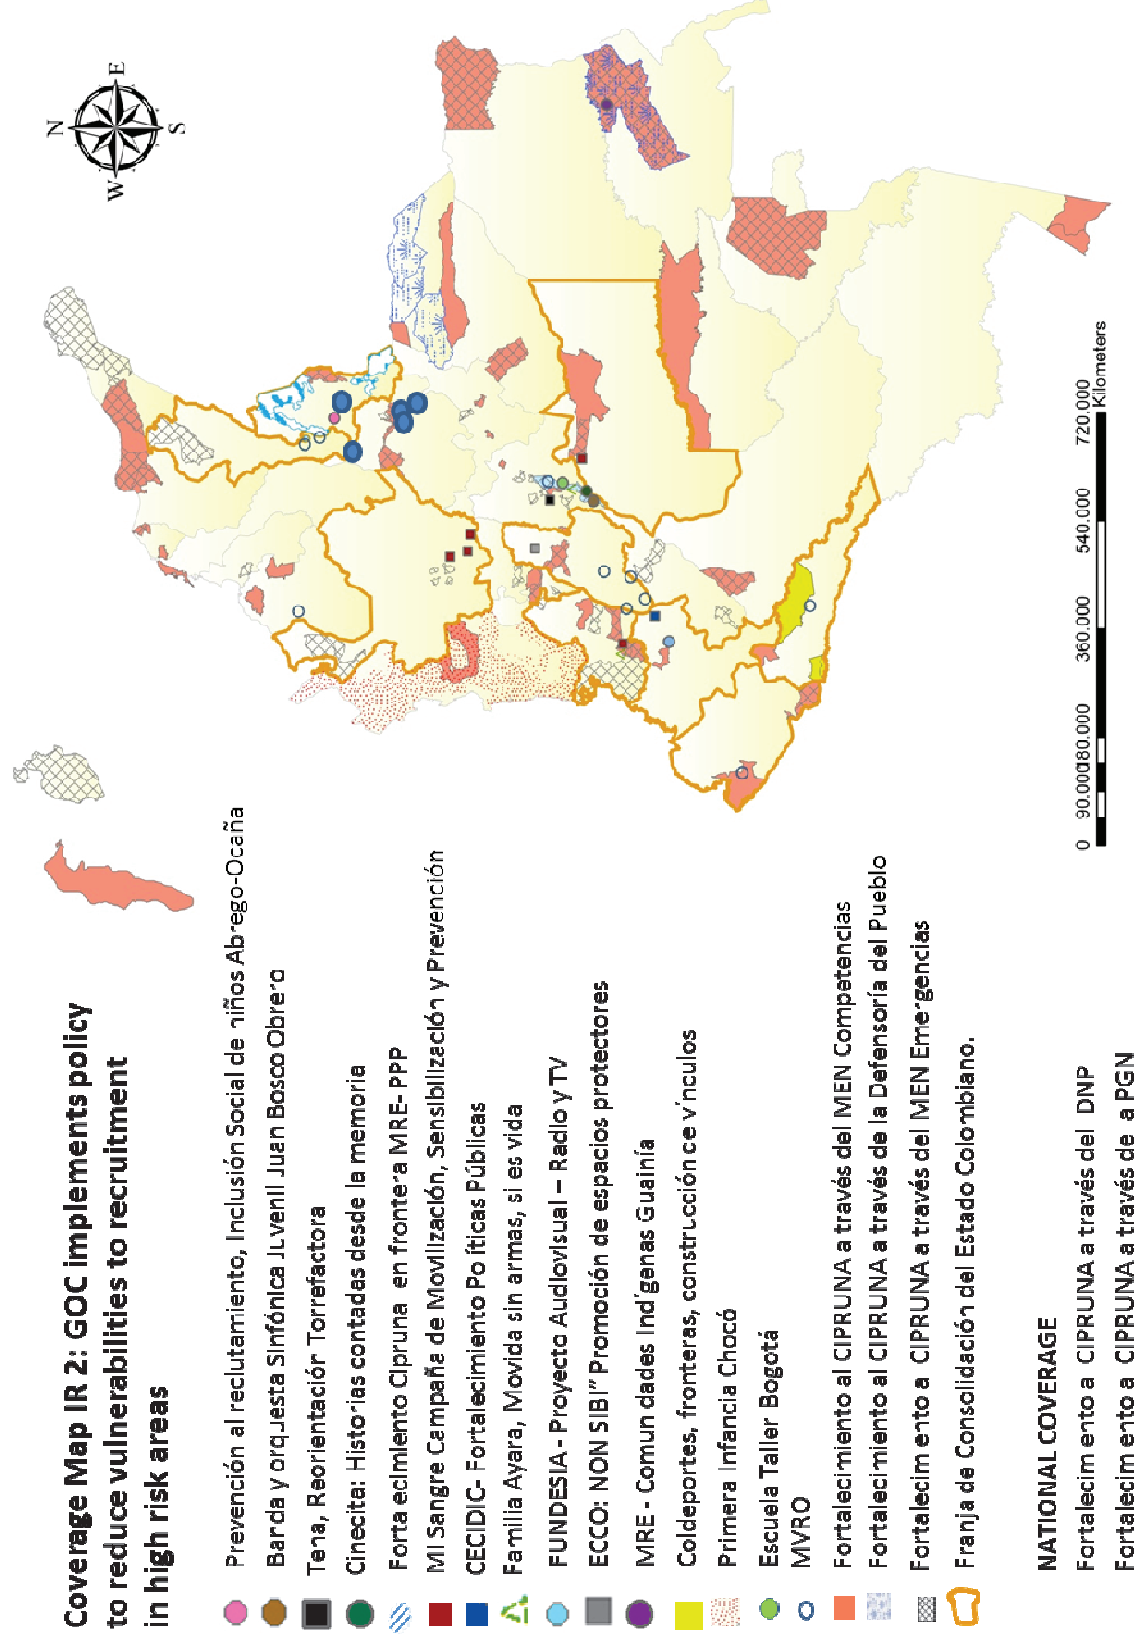 Coverage Map IR 2: GOC implements policy
to reduce vulnerabilities to recruitment
in high risk areas
Prevención al reclutamiento, Inclusión Social de niños Abrego-Ocaña
Banda y orquesta Sinfónica Juvenil Juan Bosco Obrero
Tena, Reorientación Torrefactora
Cinecita: Historias contadas desde la memoria
Fortalecimiento Cipruna en frontera MRE- PPP
MI Sangre Campaña de Movilización, Sensibilización y Prevención
CECIDIC- Fortalecimiento Políticas Públicas
Familia Ayara, Movida sin armas, si es vida
FUNDESIA - Proyecto Audiovisual – Radio y TV
ECCO: NON SIBI" Promoción de espacios protectores
MRE - Comunidades Indígenas Guainía
Coldeportes, fronteras, construcción de vínculos
Primera Infancia Chocó
Escuela Taller Bogotá
MVRO
Fortalecimiento al CIPRUNA a través del MEN Competencias
Fortalecimiento al CIPRUNA a través de la Defensoría del Pueblo
Fortalecimiento a CIPRUNA a través del MEN Emergencias
Franja de Consolidación del Estado Colombiano.
NATIONAL COVERAGE
Fortalecimiento a CIPRUNA a través del DNP
Fortalecimiento a CIPRUNA a través de la PGN
N
W E
S
0 90.000 180.000 360.000 540.000 720.000
Kilometers